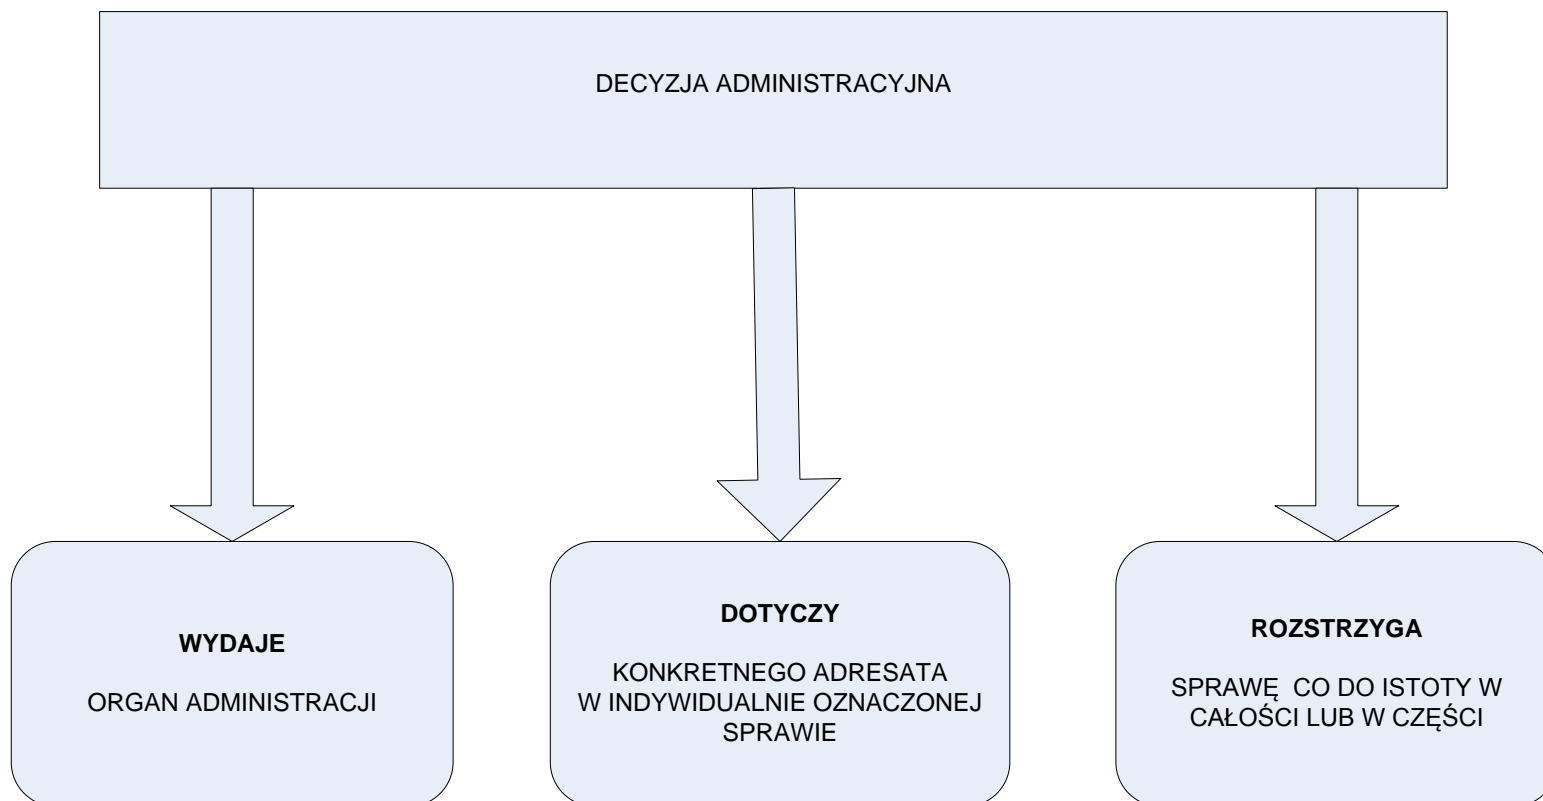 DECYZJA ADMINISTRACYJNA
WYDAJE
ORGAN ADMINISTRACJI
DOTYCZY
KONKRETNEGO ADRESATA
W INDYWIDUALNIE OZNACZONEJ
SPRAWIE
ROZSTRZYGA
SPRAWĘ  CO DO ISTOTY W
CAŁOŚCI LUB W CZĘŚCI